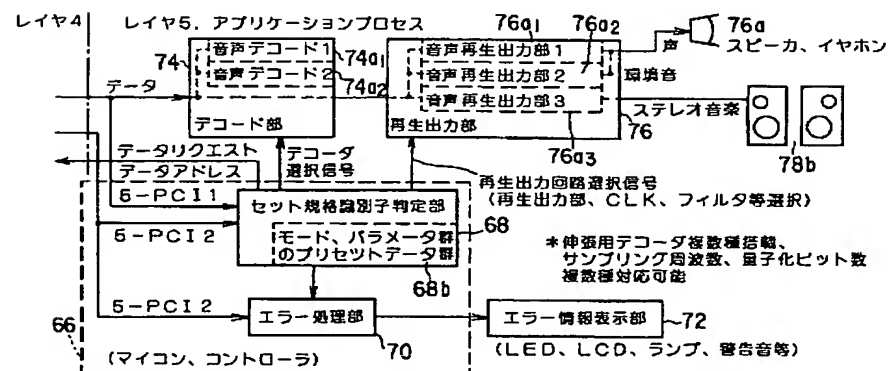 レイヤ4
レイヤ5．アプリケーションプロセス
74
音声デコード1
74a1
音声デコード2
74a2
デコード部
データ
76a1
76a2
音声再生出力部1
音声再生出力部2
音声再生出力部3
再生出力部
76
76a3
声
76a
スピーカ、イヤホン
環境音
ステレオ音楽
78b
データリクエスト
データアドレス
デコーダ
選択信号
再生出力回路選択信号
（再生出力部、CLK、フィルタ等選択）
5-PCI1
5-PCI2
セット規格識別子判定部
モード、パラメータ群
のプリセットデータ群
68
68b
＊伸張用デコーダ複数種搭載、
サンプリング周波数、量子化ビット数
複数種対応可能
5-PCI2
エラー処理部
70
エラー情報表示部
72
（LED、LCD、ランプ、警告音等）
66
（マイコン、コントローラ）